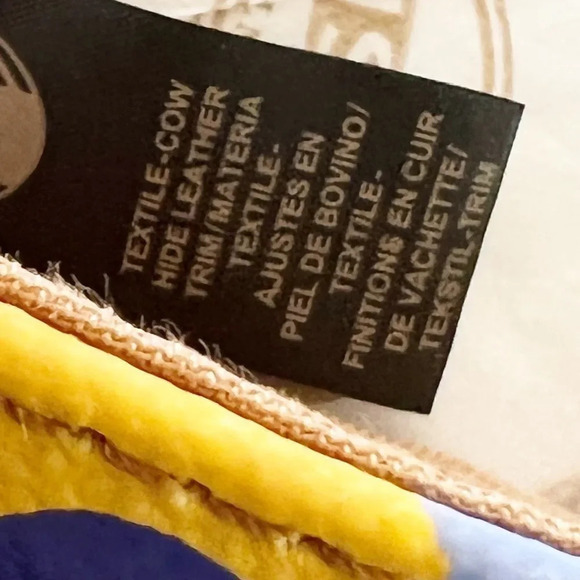 TEXTILE-COW
HIDE LEATHER
TRIM/MATERIA
TEXTILE-
AJUSTES EN
PIEL DE BOVINO/
TEXTILE-
FINITIONS EN CUIR
DE VACHETTE/
TEKSTIL-TRIM